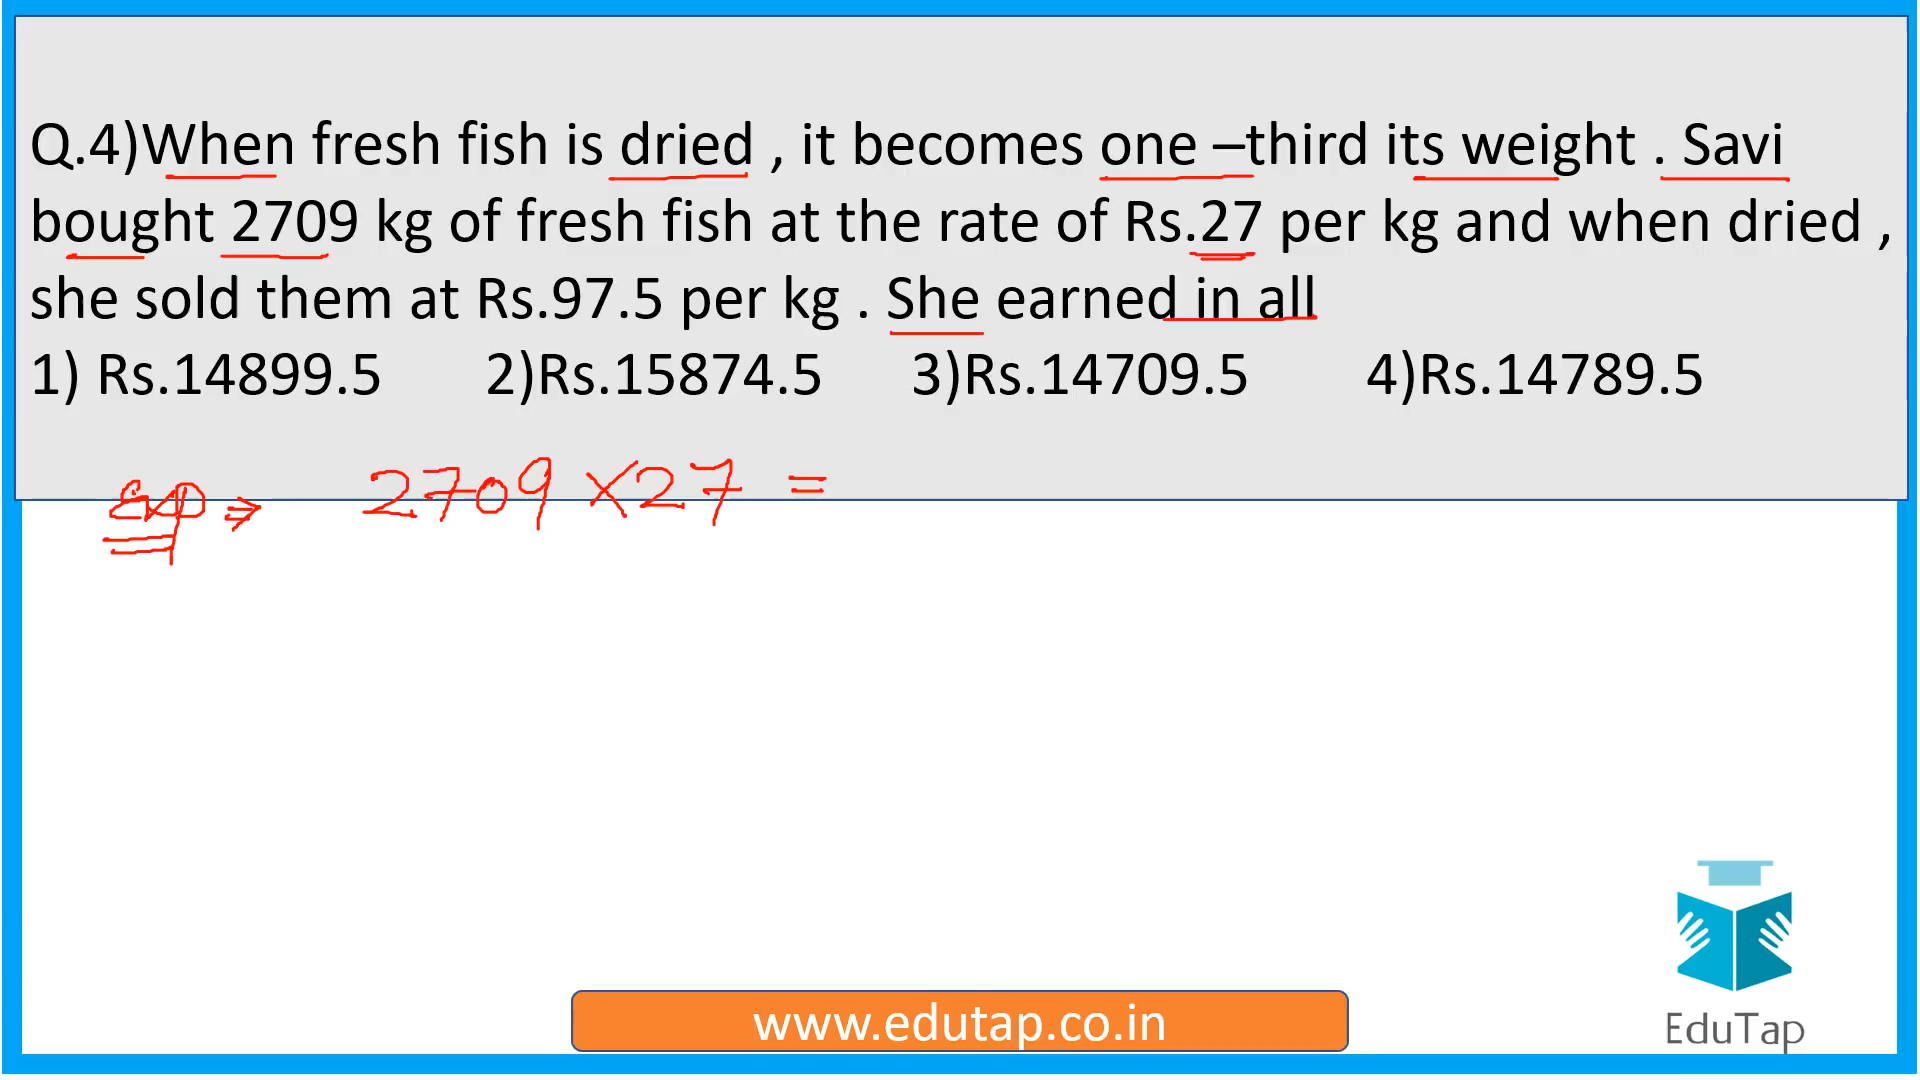 Q.4)When fresh fish is dried , it becomes one –third its weight . Savi
bought 2709 kg of fresh fish at the rate of Rs.27 per kg and when dried ,
she sold them at Rs.97.5 per kg . She earned in all
1) Rs.14899.5 2)Rs.15874.5 3)Rs.14709.5 4)Rs.14789.5
exp ⇒ 2709 × 27 =
www.edutap.co.in
EduTap